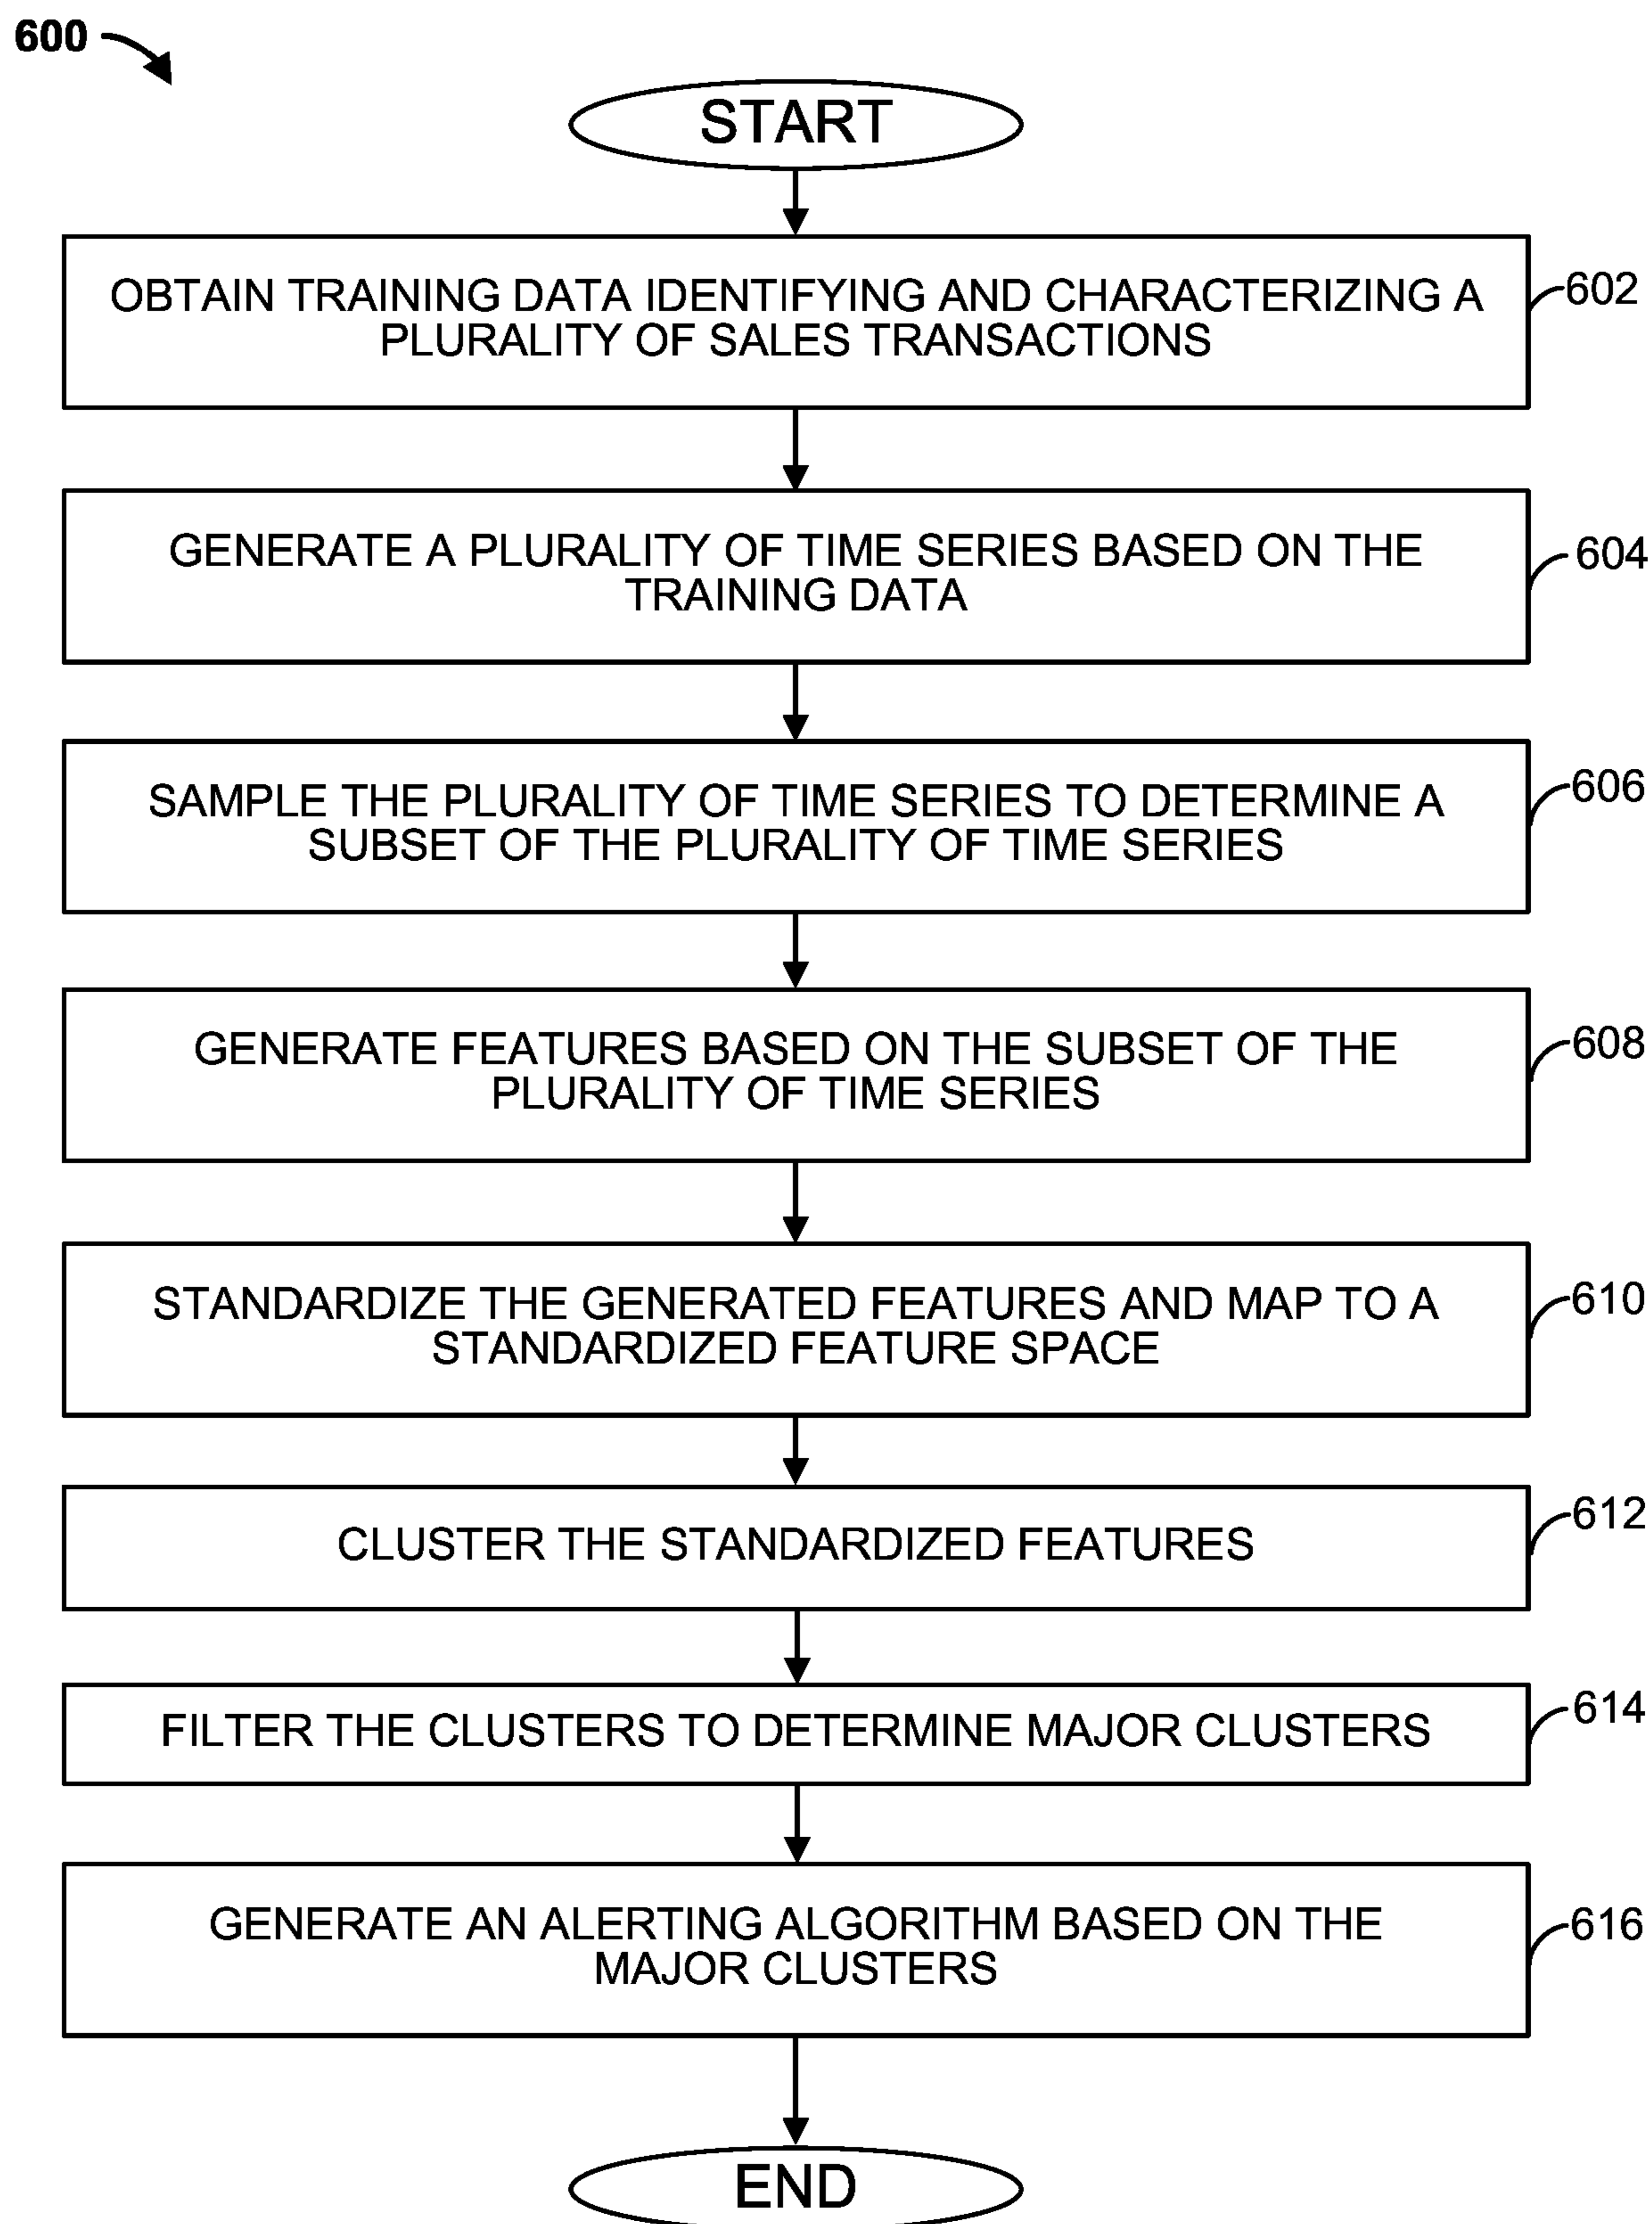 600
START
OBTAIN TRAINING DATA IDENTIFYING AND CHARACTERIZING A
PLURALITY OF SALES TRANSACTIONS
602
GENERATE A PLURALITY OF TIME SERIES BASED ON THE
TRAINING DATA
604
SAMPLE THE PLURALITY OF TIME SERIES TO DETERMINE A
SUBSET OF THE PLURALITY OF TIME SERIES
606
GENERATE FEATURES BASED ON THE SUBSET OF THE
PLURALITY OF TIME SERIES
608
STANDARDIZE THE GENERATED FEATURES AND MAP TO A
STANDARDIZED FEATURE SPACE
610
CLUSTER THE STANDARDIZED FEATURES
612
FILTER THE CLUSTERS TO DETERMINE MAJOR CLUSTERS
614
GENERATE AN ALERTING ALGORITHM BASED ON THE
MAJOR CLUSTERS
616
END